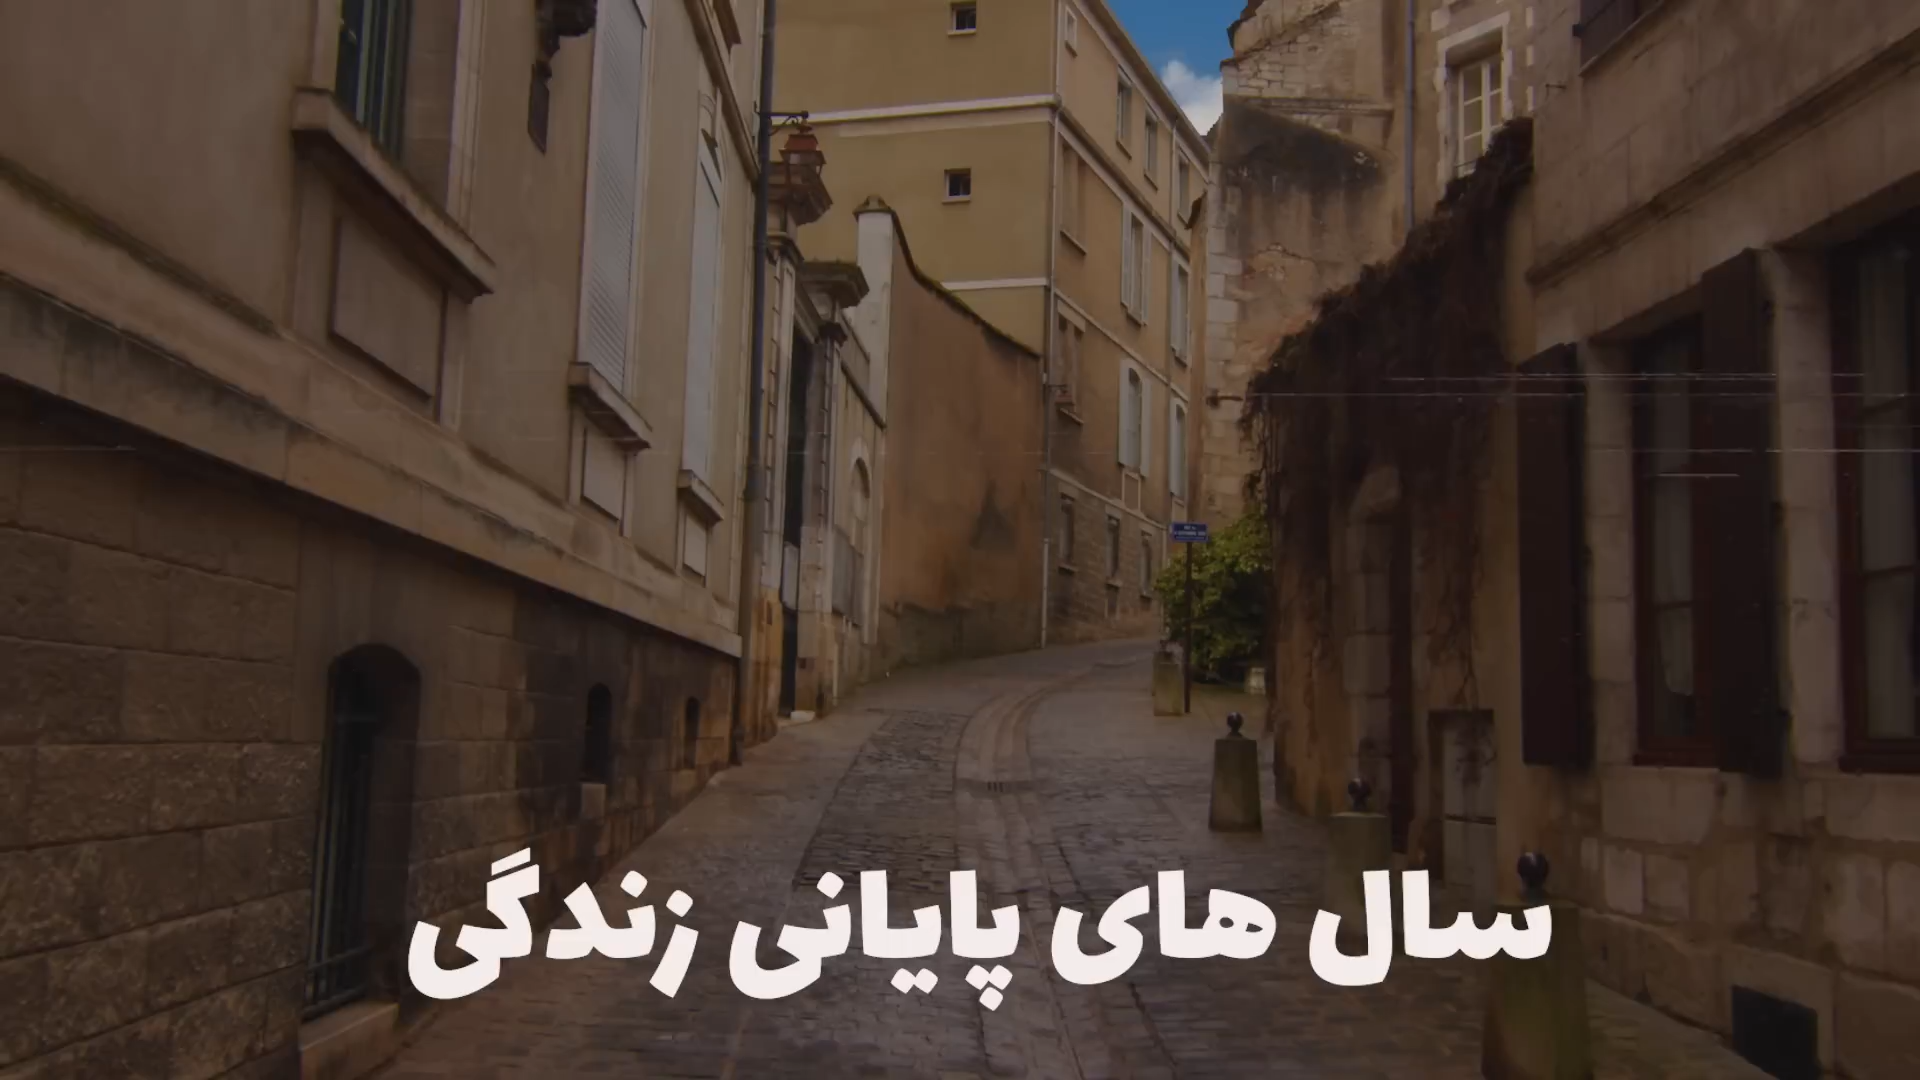 سال های پایانی زندگی